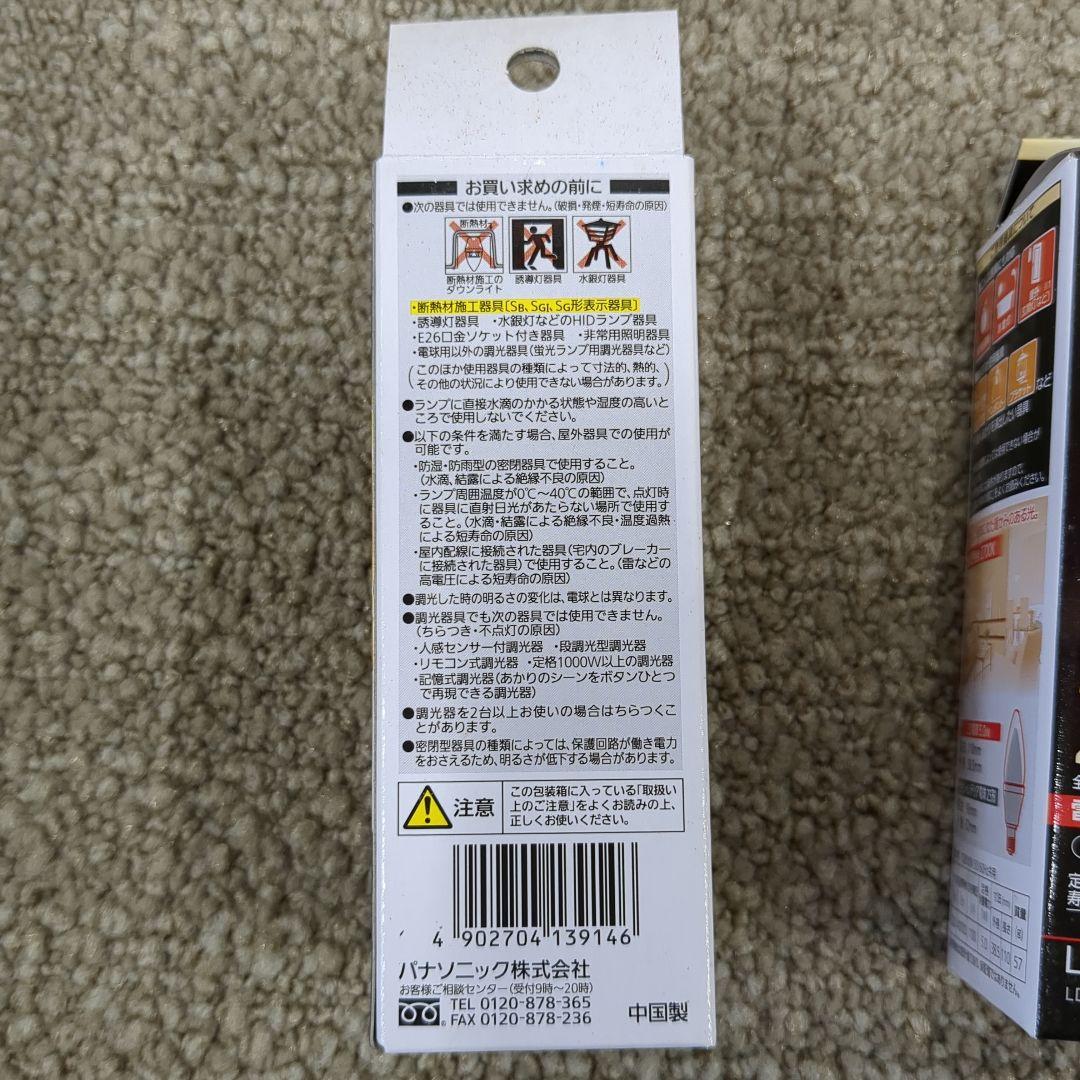 お買い求めの前に
●次の器具では使用できません。(破損・発煙・短寿命の原因)
断熱材
断熱材施工の
ダウンライト
誘導灯器具
水銀灯器具
・断熱材施工器具〔SB、SGI、SG形表示器具〕
・誘導灯器具 ・水銀灯などのHIDランプ器具
・E26口金ソケット付き器具 ・非常用照明器具
・電球用以外の調光器具(蛍光ランプ用調光器具など)
(このほか使用器具の種類によって寸法的、熱的、
その他の状況により使用できない場合があります。)
●ランプに直接水滴のかかる状態や湿度の高いと
ころで使用しないでください。
●以下の条件を満たす場合、屋外器具での使用が
可能です。
・防湿・防雨型の密閉器具で使用すること。
(水滴、結露による絶縁不良の原因)
・ランプ周囲温度が0℃～40℃の範囲で、点灯時
に器具に直射日光があたらない場所で使用す
ること。(水滴・結露による絶縁不良・温度過熱
による短寿命の原因)
・屋内配線に接続された器具(宅内のブレーカー
に接続された器具)で使用すること。(雷などの
高電圧による短寿命の原因)
●調光した時の明るさの変化は、電球とは異なります。
●調光器具でも次の器具では使用できません。
(ちらつき・不点灯の原因)
・人感センサー付調光器 ・段調光型調光器
・リモコン式調光器 ・定格1000W以上の調光器
・記憶式調光器(あかりのシーンをボタンひとつ
で再現できる調光器)
●調光器を2台以上お使いの場合はちらつくこ
とがあります。
●密閉型器具の種類によっては、保護回路が働き電力
をおさえるため、明るさが低下する場合があります。
注意
この包装箱に入っている「取扱い
上のご注意」をよくお読みの上、
正しくお使いください。
4 902704 139146
パナソニック株式会社
お客様ご相談センター(受付9時～20時)
TEL 0120-878-365
FAX 0120-878-236
中国製